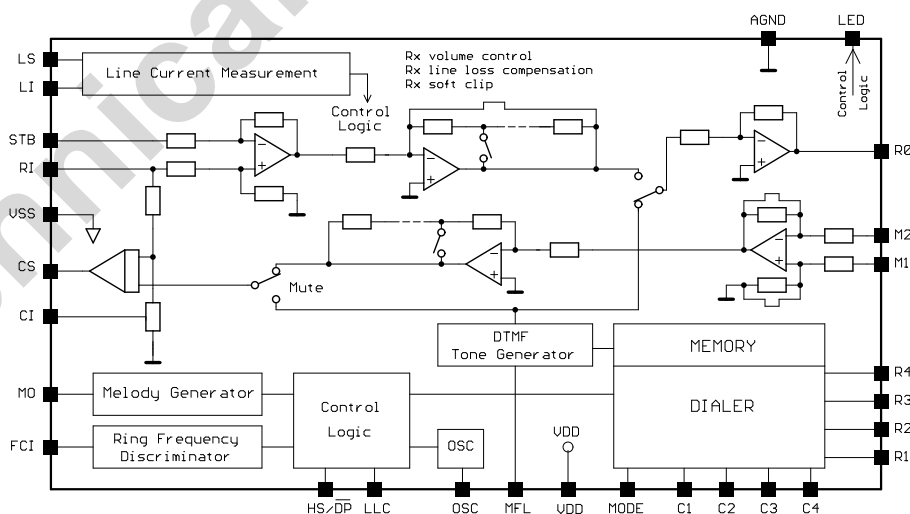 AGND LED
LS
LI
Line Current Measurement
Rx volume control
Rx line loss compensation
Rx soft clip
Control
Logic
Control
Logic
STB
RI
VSS
CS
CI
RO
M2
M1
Mute
DTMF
Tone Generator
MEMORY
DIALER
MO
Melody Generator
Control
Logic
FCI
Ring Frequency
Discriminator
OSC
VDD
R4
R3
R2
R1
HS/DP LLC OSC MFL VDD MODE C1 C2 C3 C4